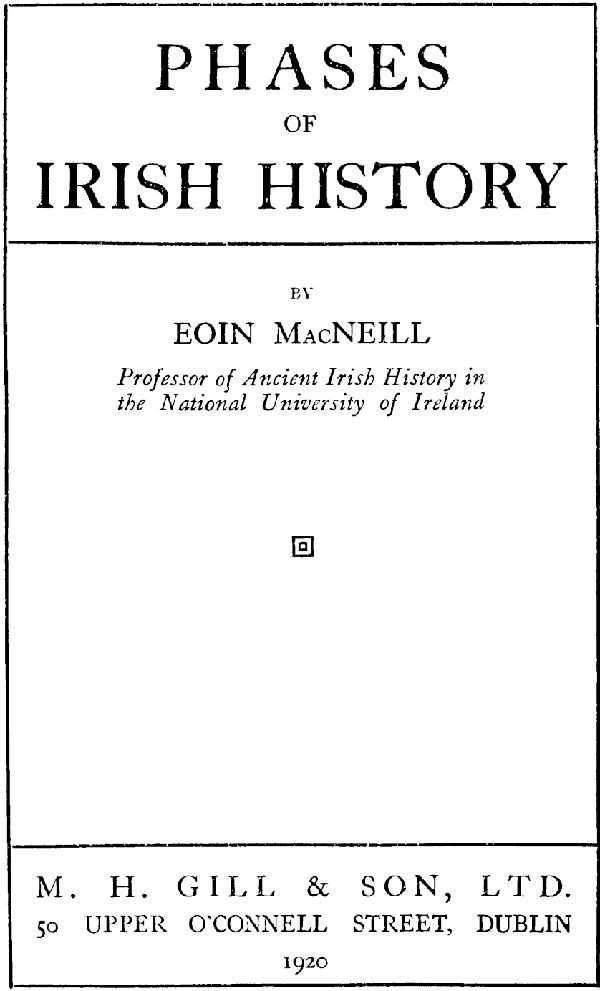 PHASES
OF
IRISH HISTORY
BY
EOIN MACNEILL
Professor of Ancient Irish History in
the National University of Ireland
M. H. GILL & SON, LTD.
50 UPPER O'CONNELL STREET, DUBLIN
1920